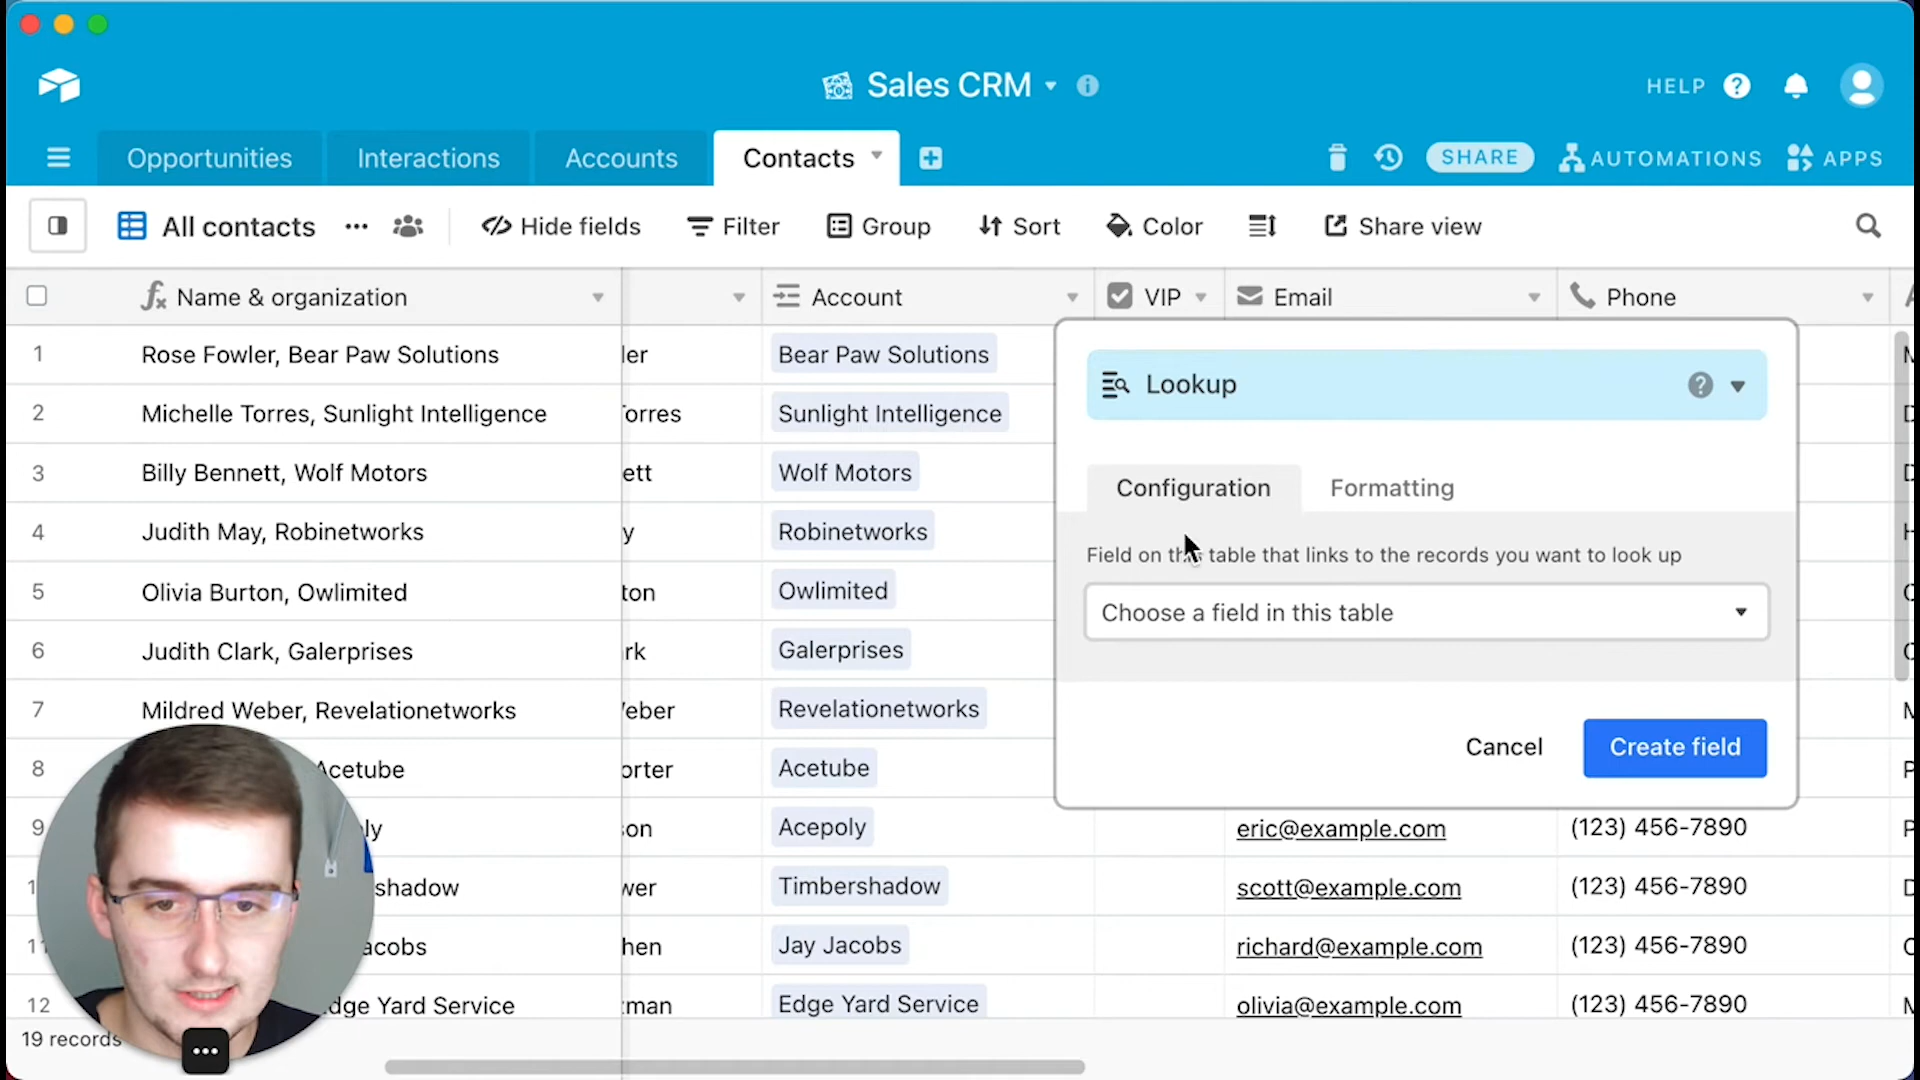 Sales CRM
HELP
Opportunities Interactions Accounts Contacts
SHARE AUTOMATIONS APPS
All contacts Hide fields Filter Group Sort Color Share view
Name & organization Account VIP Email Phone
1 Rose Fowler, Bear Paw Solutions ler Bear Paw Solutions
2 Michelle Torres, Sunlight Intelligence Torres Sunlight Intelligence
3 Billy Bennett, Wolf Motors ett Wolf Motors
4 Judith May, Robinetworks y Robinetworks
5 Olivia Burton, Owlimited ton Owlimited
6 Judith Clark, Galerprises rk Galerprises
7 Mildred Weber, Revelationetworks Veber Revelationetworks
8 Acetube orter Acetube
9 ly son Acepoly eric@example.com (123) 456-7890
shadow wer Timbershadow scott@example.com (123) 456-7890
11 acobs hen Jay Jacobs richard@example.com (123) 456-7890
12 dge Yard Service man Edge Yard Service olivia@example.com (123) 456-7890
19 records
Lookup
Configuration Formatting
Field on this table that links to the records you want to look up
Choose a field in this table
Cancel Create field